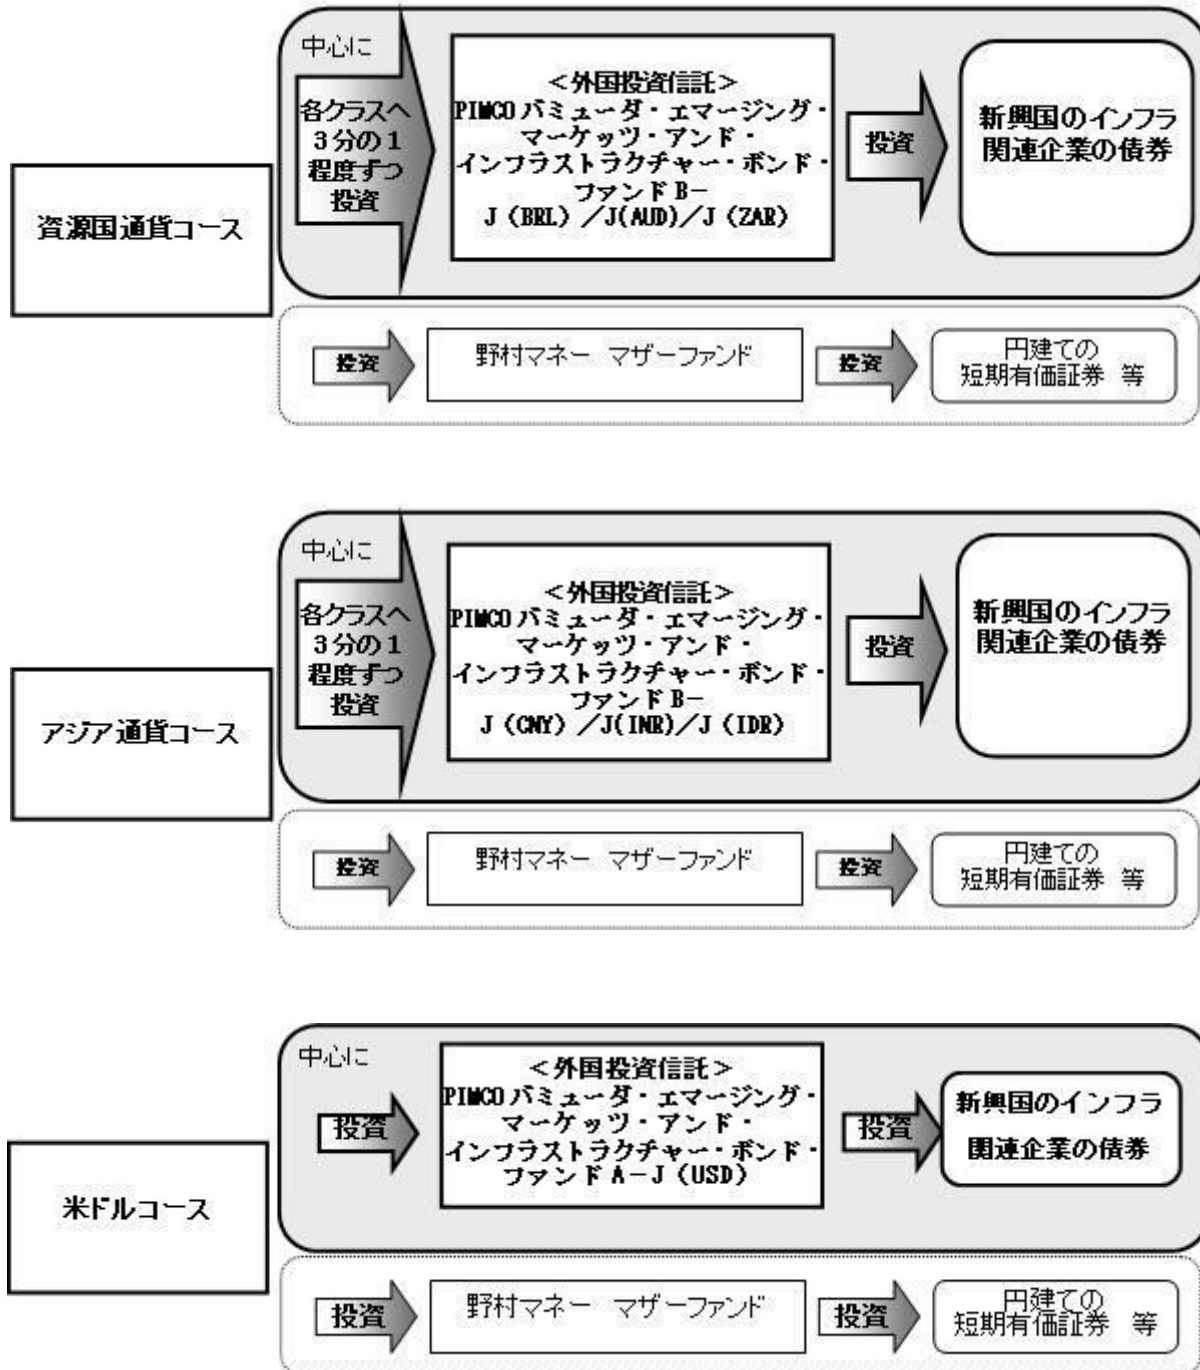 資源国通貨コース
中心に
各クラスへ
3分の1
程度ずつ
投資
＜外国投資信託＞
PIMCO バミューダ・エマージング・
マーケッツ・アンド・
インフラストラクチャー・ボンド・
ファンド B－
J（BRL）／J(AUD)／J（ZAR）
投資
新興国のインフラ
関連企業の債券
投資
野村マネー マザーファンド
投資
円建ての
短期有価証券 等
アジア通貨コース
中心に
各クラスへ
3分の1
程度ずつ
投資
＜外国投資信託＞
PIMCO バミューダ・エマージング・
マーケッツ・アンド・
インフラストラクチャー・ボンド・
ファンド B－
J（CNY）／J(INR)／J（IDR）
投資
新興国のインフラ
関連企業の債券
投資
野村マネー マザーファンド
投資
円建ての
短期有価証券 等
米ドルコース
中心に
投資
＜外国投資信託＞
PIMCO バミューダ・エマージング・
マーケッツ・アンド・
インフラストラクチャー・ボンド・
ファンド A－J（USD）
投資
新興国のインフラ
関連企業の債券
投資
野村マネー マザーファンド
投資
円建ての
短期有価証券 等